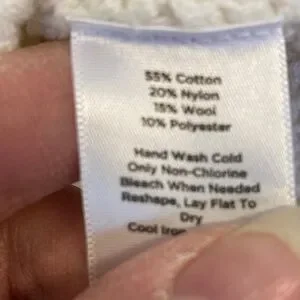 55% Cotton
20% Nylon
15% Wool
10% Polyester
Hand Wash Cold
Only Non-Chlorine
Bleach When Needed
Reshape, Lay Flat To
Dry
Cool Iron